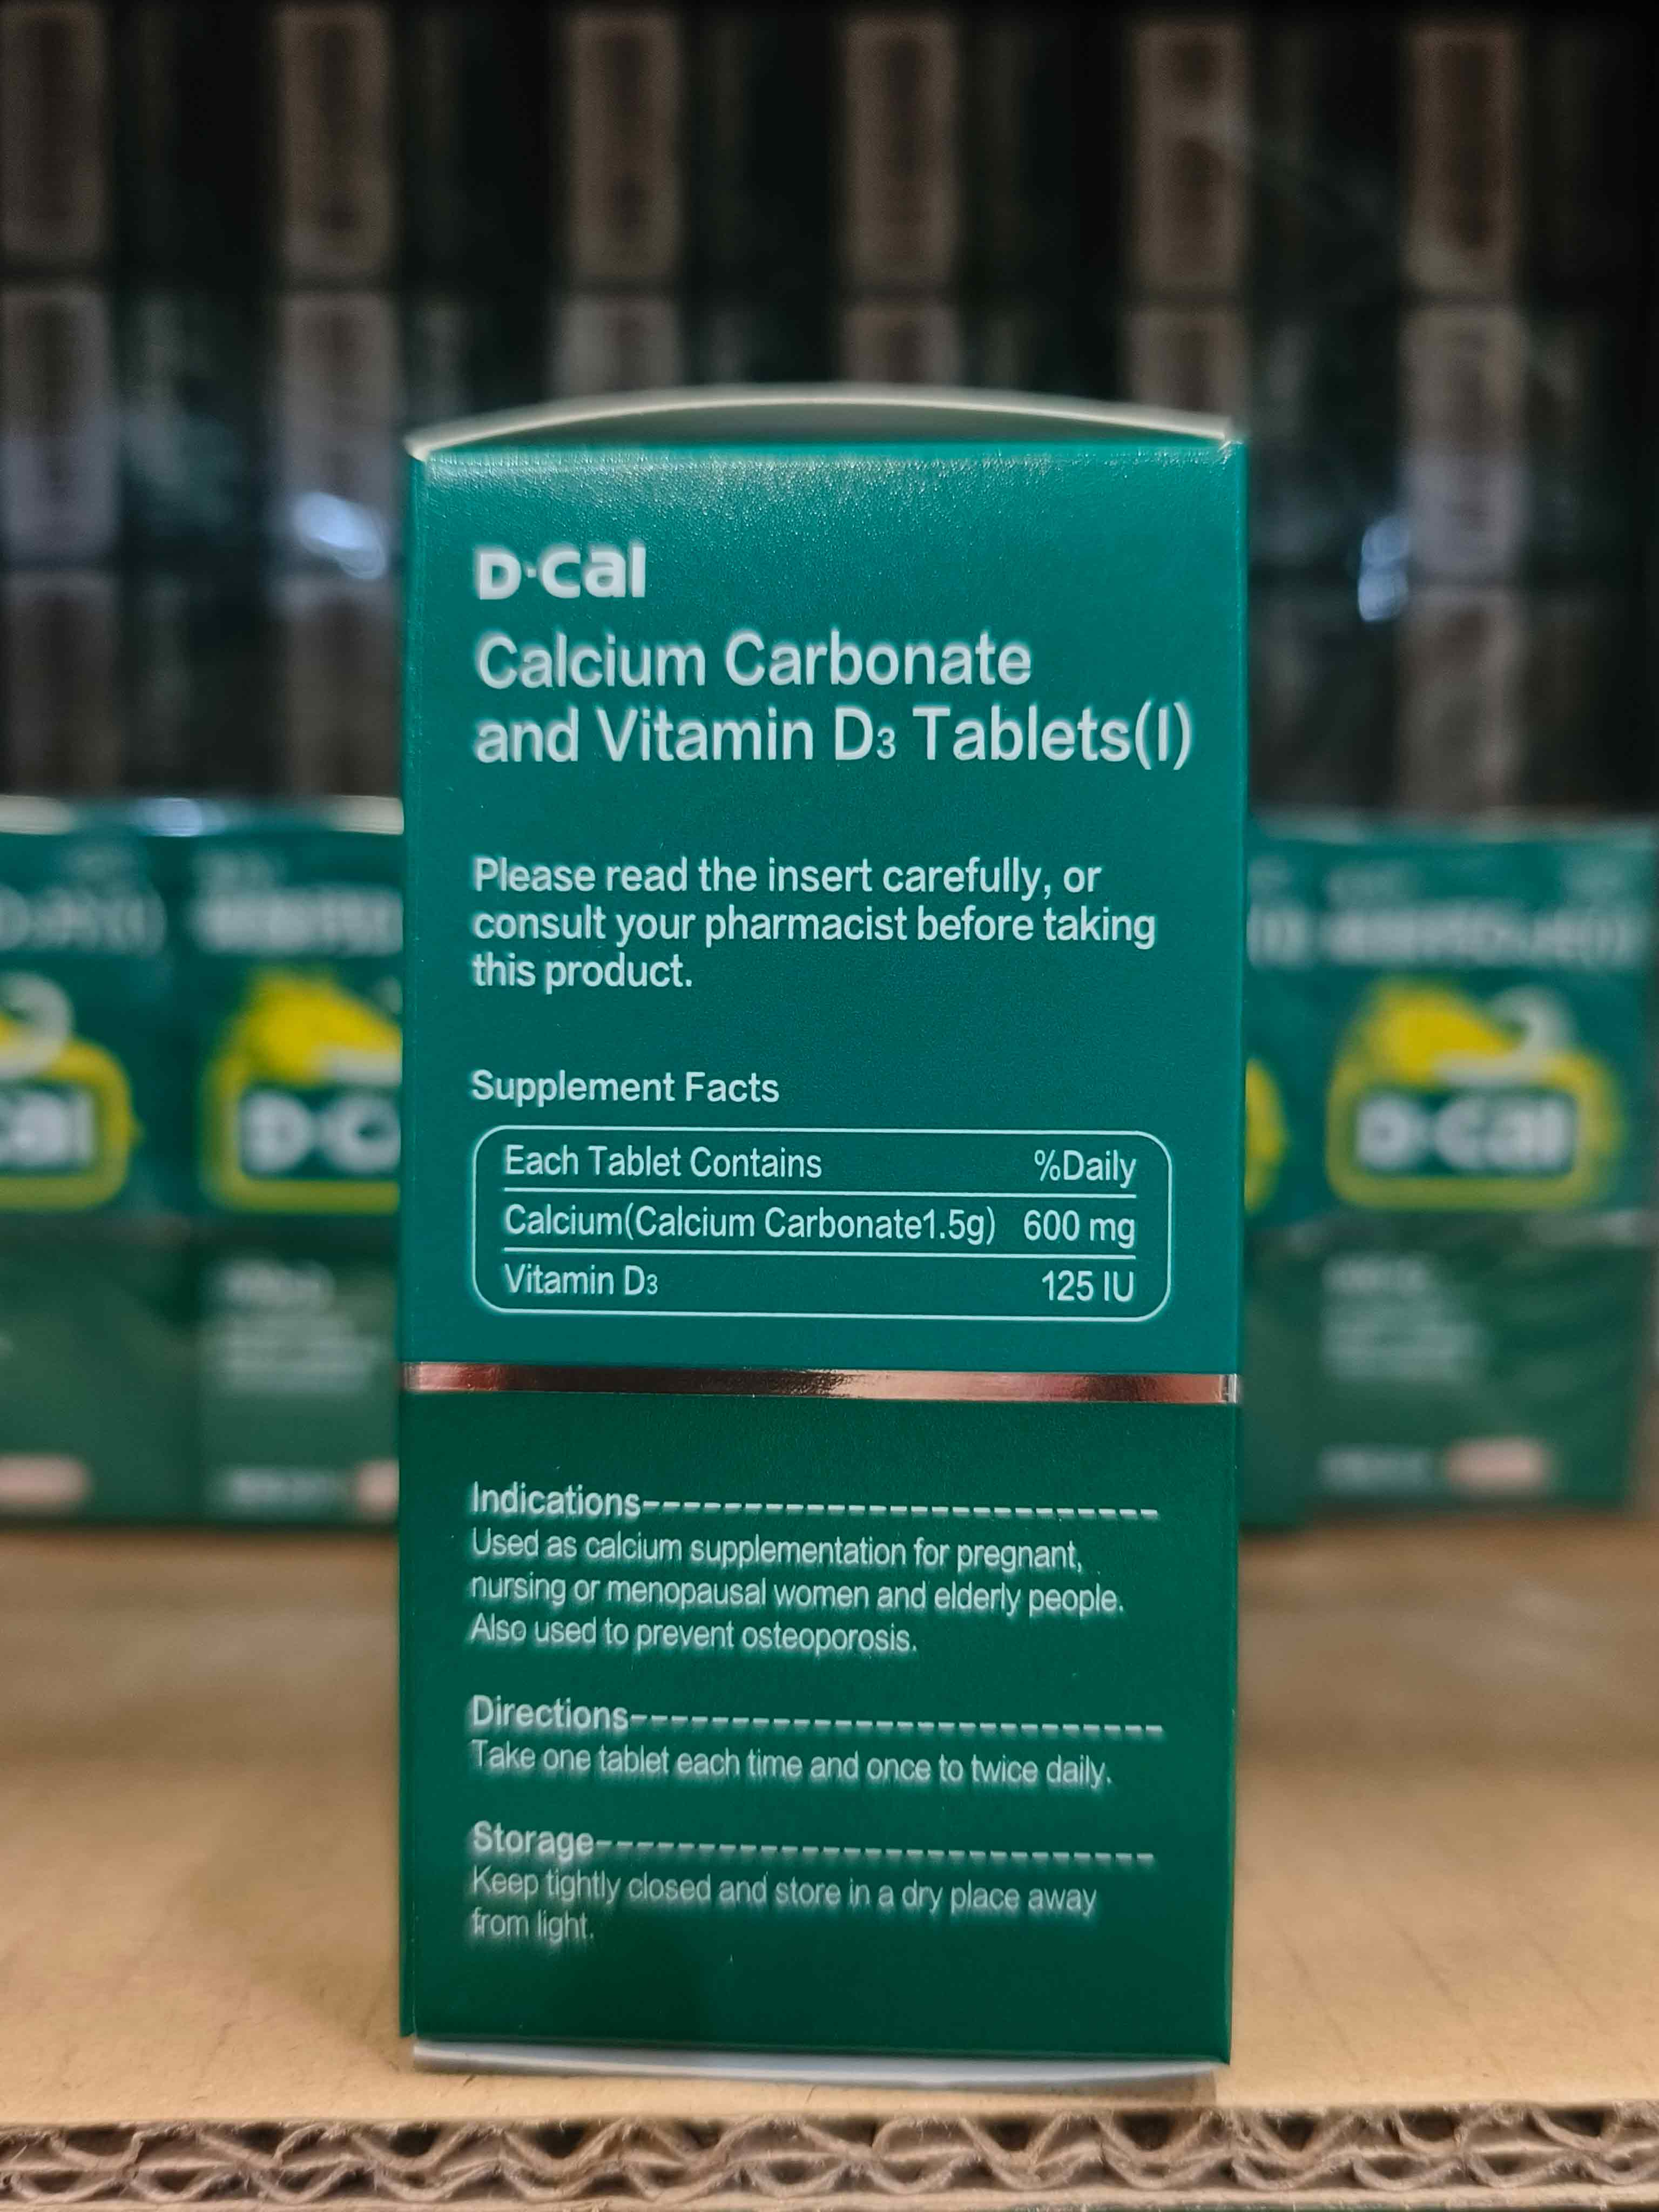 D·Cal
Calcium Carbonate
and Vitamin D3 Tablets(I)
Please read the insert carefully, or
consult your pharmacist before taking
this product.
Supplement Facts
Each Tablet Contains %Daily
Calcium(Calcium Carbonate1.5g) 600 mg
Vitamin D3 125 IU
Indications--------------------------
Used as calcium supplementation for pregnant,
nursing or menopausal women and elderly people.
Also used to prevent osteoporosis.
Directions---------------------------
Take one tablet each time and once to twice daily.
Storage----------------------------
Keep tightly closed and store in a dry place away
from light.
D·Cal